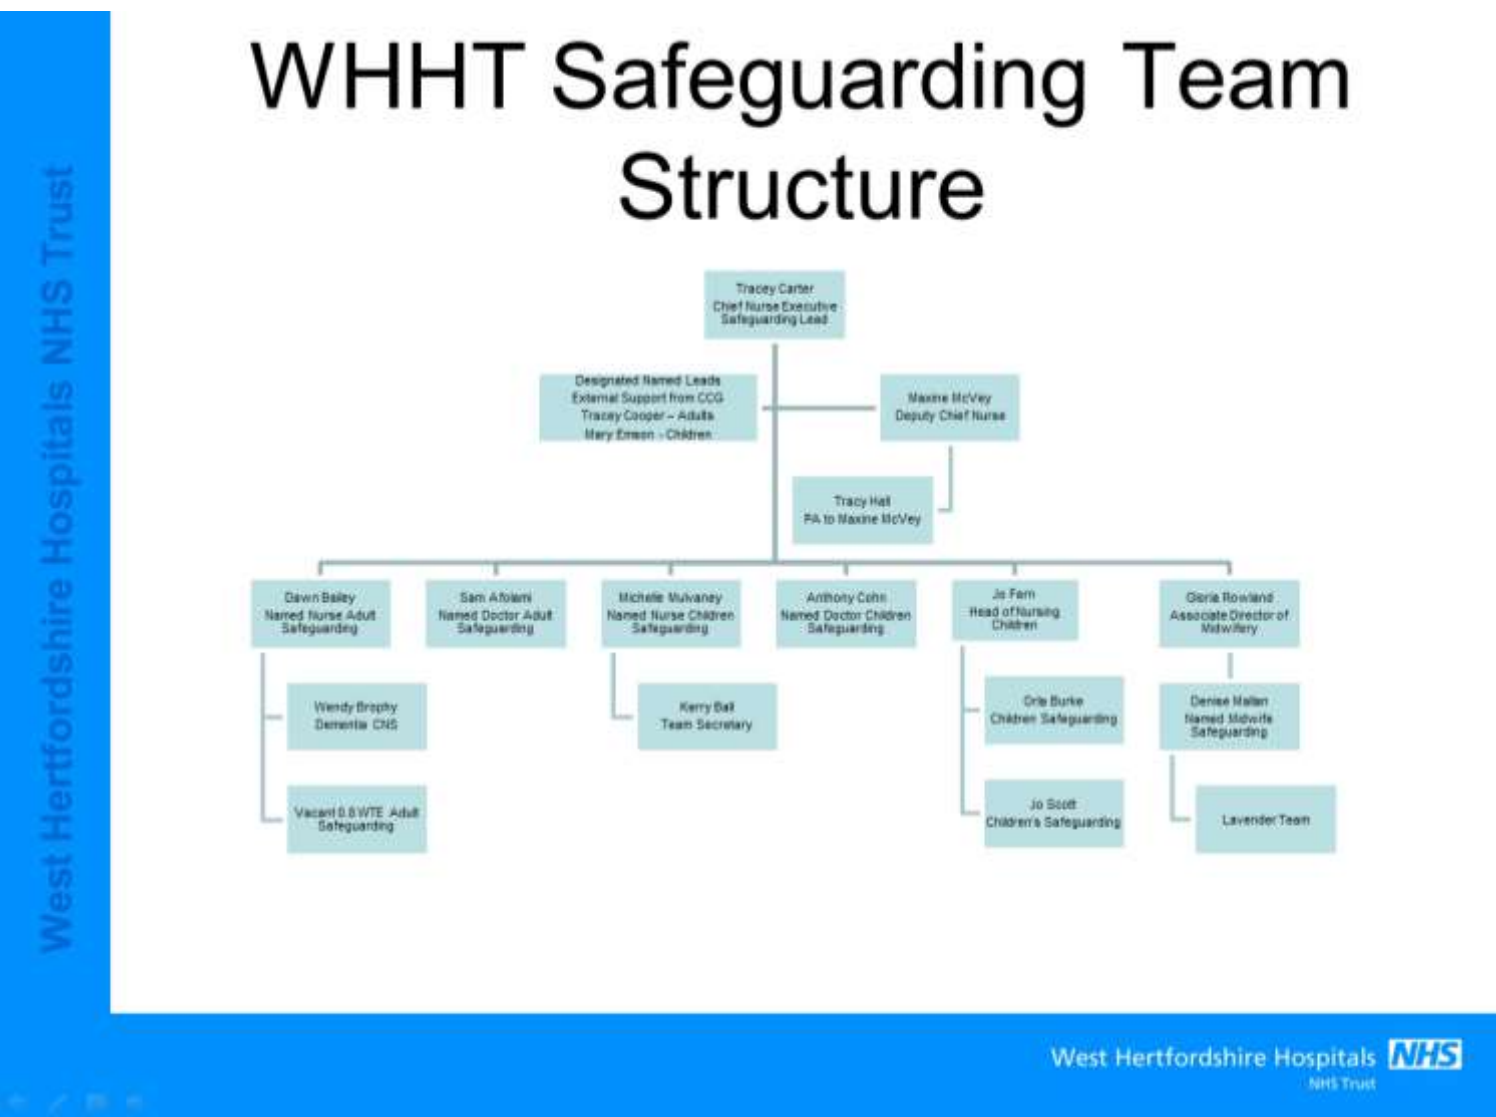 WHHT Safeguarding Team
Structure
West Hertfordshire Hospitals NHS Trust
Tracey Carter
Chief Nurse Executive
Safeguarding Lead
Designated Named Leads
External Support from CCG
Tracey Cooper – Adults
Mary Emson - Children
Maxine McVey
Deputy Chief Nurse
Tracy Hall
PA to Maxine McVey
Dawn Bailey
Named Nurse Adult
Safeguarding
Sam Afolami
Named Doctor Adult
Safeguarding
Michelle Mulvaney
Named Nurse Children
Safeguarding
Anthony Cohn
Named Doctor Children
Safeguarding
Jo Fern
Head of Nursing
Children
Gloria Rowland
Associate Director of
Midwifery
Wendy Brophy
Dementia CNS
Kerry Ball
Team Secretary
Orla Burke
Children Safeguarding
Denise
Named Midwife
Safeguarding
Vacant 0.8 WTE Adult
Safeguarding
Jo Scott
Children's Safeguarding
Lavender Team
West Hertfordshire Hospitals NHS
NHS Trust